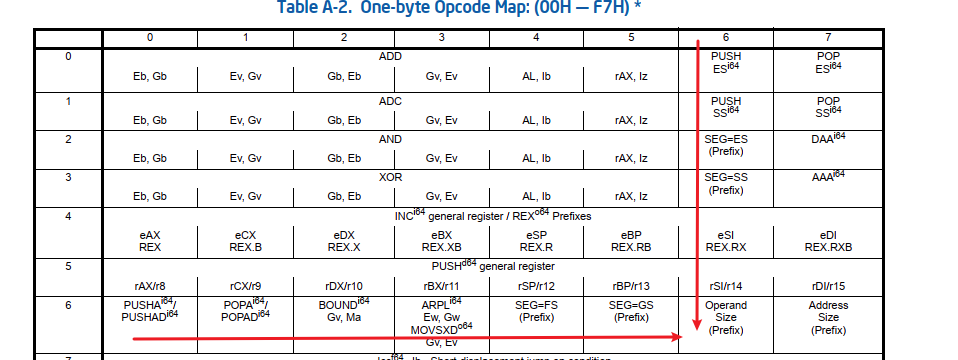 Table A-2. One-byte Opcode Map: (00H — F7H) *
0 1 2 3 4 5 6 7
0 ADD PUSH ES^i64 POP ES^i64
Eb, Gb Ev, Gv Gb, Eb Gv, Ev AL, Ib rAX, Iz
1 ADC PUSH SS^i64 POP SS^i64
Eb, Gb Ev, Gv Gb, Eb Gv, Ev AL, Ib rAX, Iz
2 AND SEG=ES (Prefix) DAA^i64
Eb, Gb Ev, Gv Gb, Eb Gv, Ev AL, Ib rAX, Iz
3 XOR SEG=SS (Prefix) AAA^i64
Eb, Gb Ev, Gv Gb, Eb Gv, Ev AL, Ib rAX, Iz
4 INC^i64 general register / REX^o64 Prefixes
eAX eCX eDX eBX eSP eBP eSI eDI
REX REX.B REX.X REX.XB REX.R REX.RB REX.RX REX.RXB
5 PUSH^d64 general register
rAX/r8 rCX/r9 rDX/r10 rBX/r11 rSP/r12 rBP/r13 rSI/r14 rDI/r15
6 PUSHA^i64/ POPA^i64/ BOUND^i64 ARPL^i64 SEG=FS SEG=GS Operand Address
PUSHAD^i64 POPAD^i64 Gv, Ma Ew, Gw (Prefix) (Prefix) Size Size
MOVSXD^o64 (Prefix) (Prefix)
Gv, Ev